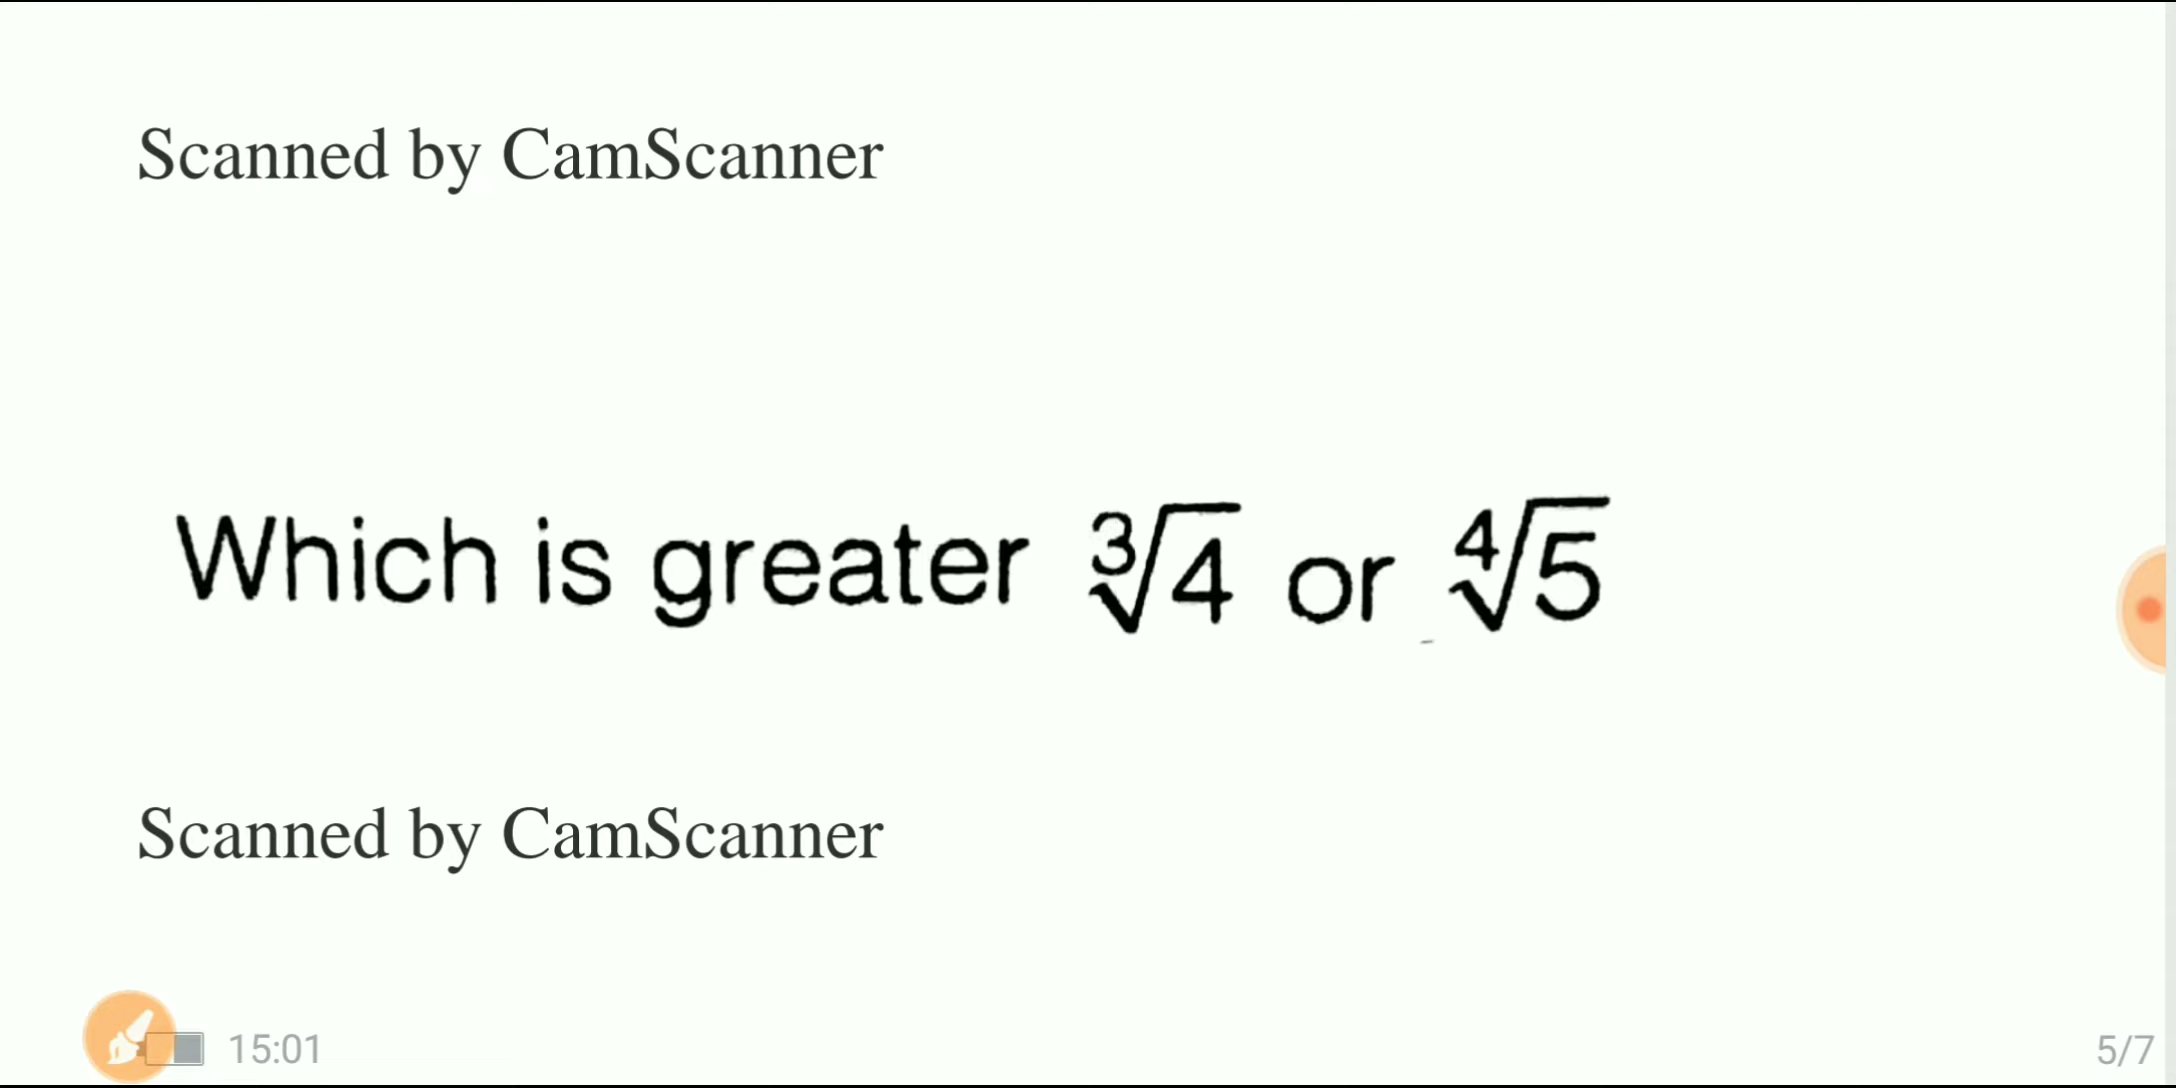 Scanned by CamScanner
Which is greater ∛4 or ∜5
Scanned by CamScanner
15:01
5/7